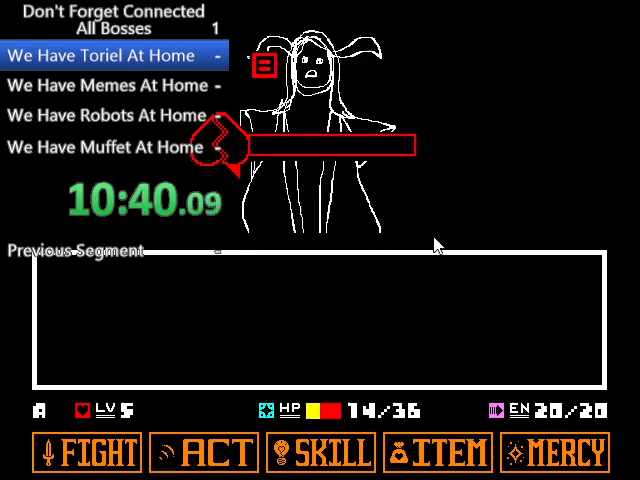 Don't Forget Connected
All Bosses 1
We Have Toriel At Home -
We Have Memes At Home -
We Have Robots At Home -
We Have Muffet At Home -
10:40.09
Previous Segment -
A LV 5 HP 14/36 EN 20/20
FIGHT ACT SKILL ITEM MERCY